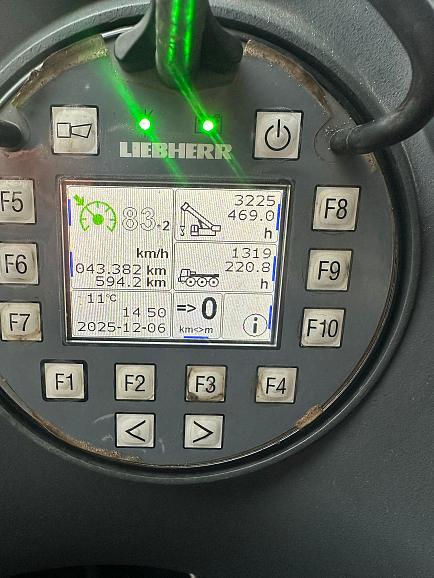 LIEBHERR
F5
F6
F7
83+2
km/h
043.382 km
594.2 km
11°C
14 50
2025-12-06
3225
469.0
h
1319
220.8
h
=> 0
km<>m
i
F8
F9
F10
F1 F2 F3 F4
< >